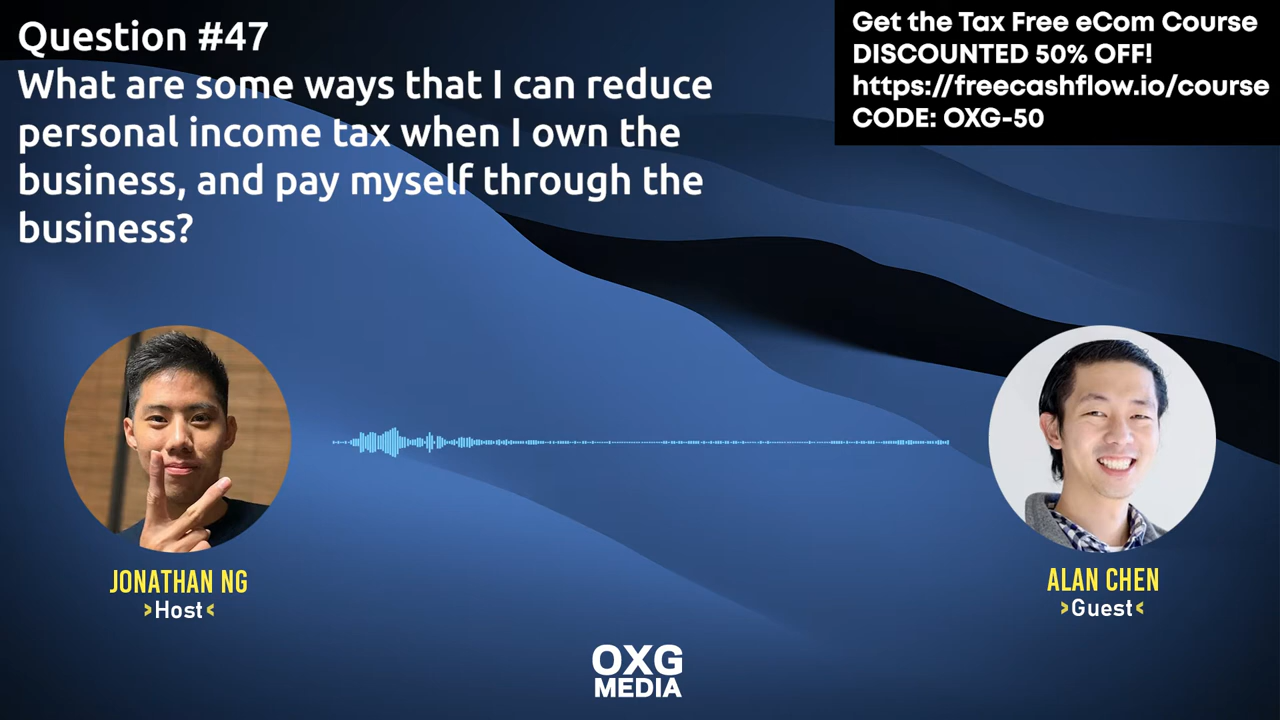 Question #47
What are some ways that I can reduce
personal income tax when I own the
business, and pay myself through the
business?
Get the Tax Free eCom Course
DISCOUNTED 50% OFF!
https://freecashflow.io/course
CODE: OXG-50
JONATHAN NG
>Host<
ALAN CHEN
>Guest<
OXG
MEDIA